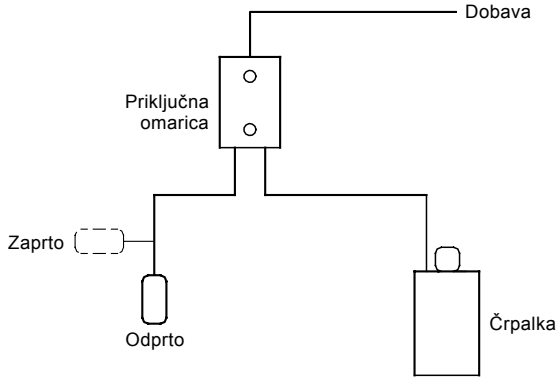 Dobava
Priključna
omarica
Zaprto
Odprto
Črpalka